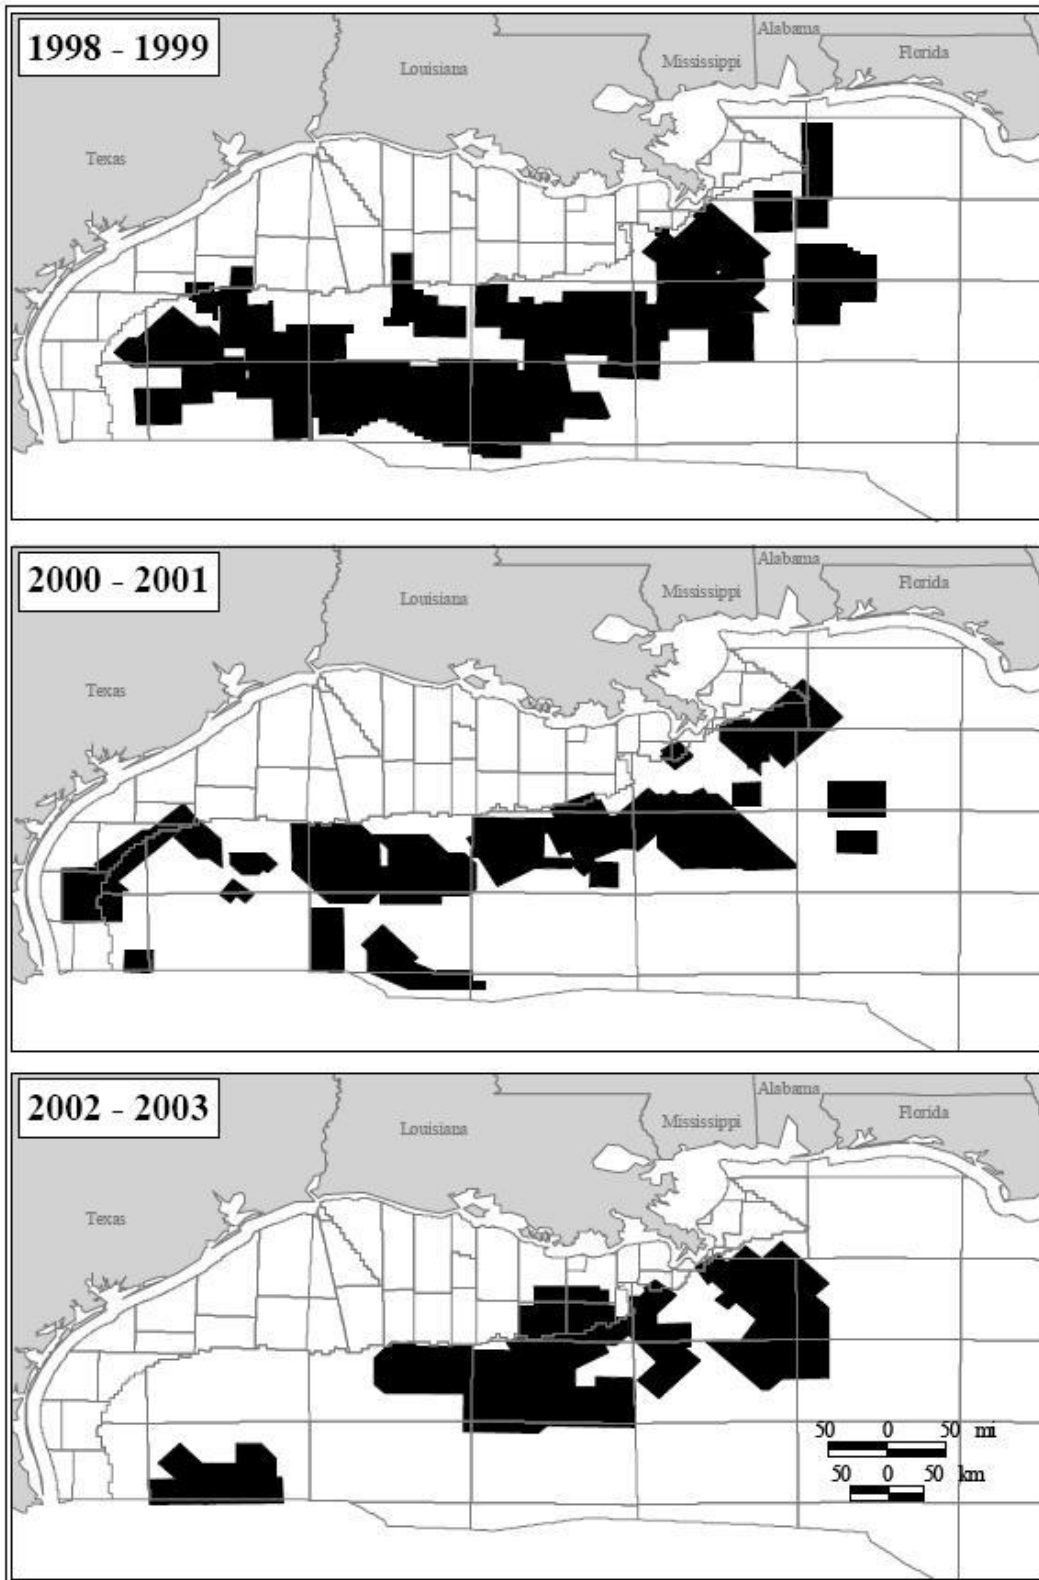 1998 - 1999
Alabama
Louisiana
Mississippi
Florida
Texas
2000 - 2001
Alabama
Louisiana
Mississippi
Florida
Texas
2002 - 2003
Alabama
Louisiana
Mississippi
Florida
Texas
50 0 50 mi
50 0 50 km